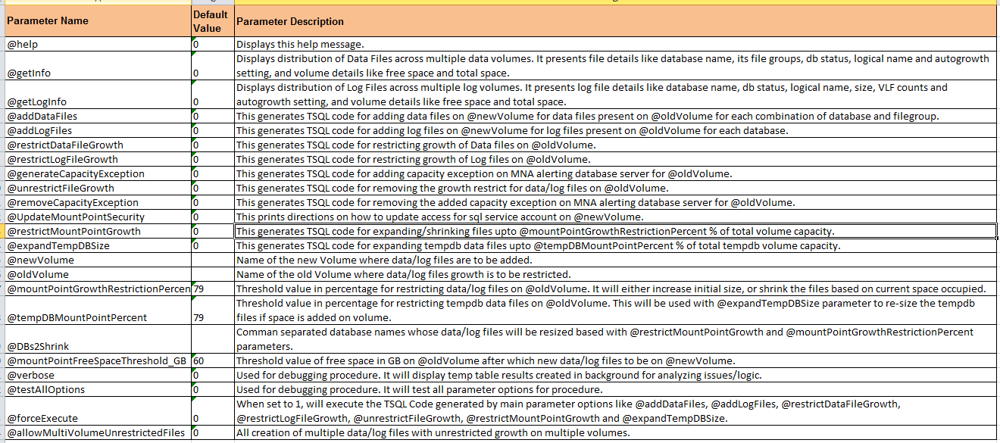 Parameter Name Default Value Parameter Description
@help 0 Displays this help message.
@getInfo 0 Displays distribution of Data Files across multiple data volumes. It presents file details like database name, its file groups, db status, logical name and autogrowth
setting, and volume details like free space and total space.
@getLogInfo 0 Displays distribution of Log Files across multiple log volumes. It presents log file details like database name, db status, logical name, size, VLF counts and
autogrowth setting, and volume details like free space and total space.
@addDataFiles 0 This generates TSQL code for adding data files on @newVolume for data files present on @oldVolume for each combination of database and filegroup.
@addLogFiles 0 This generates TSQL code for adding log files on @newVolume for log files present on @oldVolume for each database.
@restrictDataFileGrowth 0 This generates TSQL code for restricting growth of Data files on @oldVolume.
@restrictLogFileGrowth 0 This generates TSQL code for restricting growth of Log files on @oldVolume.
@generateCapacityException 0 This generates TSQL code for adding capacity exception on MNA alerting database server for @oldVolume.
@unrestrictFileGrowth 0 This generates TSQL code for removing the growth restrict for data/log files on @oldVolume.
@removeCapacityException 0 This generates TSQL code for removing the added capacity exception on MNA alerting database server for @oldVolume.
@UpdateMountPointSecurity 0 This prints directions on how to update access for sql service account on @newVolume.
@restrictMountPointGrowth 0 This generates TSQL code for expanding/shrinking files upto @mountPointGrowthRestrictionPercent % of total volume capacity.
@expandTempDBSize 0 This generates TSQL code for expanding tempdb data files upto @tempDBMountPointPercent % of total tempdb volume capacity.
@newVolume Name of the new Volume where data/log files are to be added.
@oldVolume Name of the old Volume where data/log files growth is to be restricted.
@mountPointGrowthRestrictionPercen 79 Threshold value in percentage for restricting data/log files on @oldVolume. It will either increase initial size, or shrink the files based on current space occupied.
@tempDBMountPointPercent 79 Threshold value in percentage for restricting tempdb data files on @oldVolume. This will be used with @expandTempDBSize parameter to re-size the tempdb
files if space is added on volume.
@DBs2Shrink Comman separated database names whose data/log files will be resized based with @restrictMountPointGrowth and @mountPointGrowthRestrictionPercent
parameters.
@mountPointFreeSpaceThreshold_GB 60 Threshold value of free space in GB on @oldVolume after which new data/log files to be on @newVolume.
@verbose 0 Used for debugging procedure. It will display temp table results created in background for analyzing issues/logic.
@testAllOptions 0 Used for debugging procedure. It will test all parameter options for procedure.
@forceExecute 0 When set to 1, will execute the TSQL Code generated by main parameter options like @addDataFiles, @addLogFiles, @restrictDataFileGrowth,
@restrictLogFileGrowth, @unrestrictFileGrowth, @restrictMountPointGrowth and @expandTempDBSize.
@allowMultiVolumeUnrestrictedFiles 0 All creation of multiple data/log files with unrestricted growth on multiple volumes.